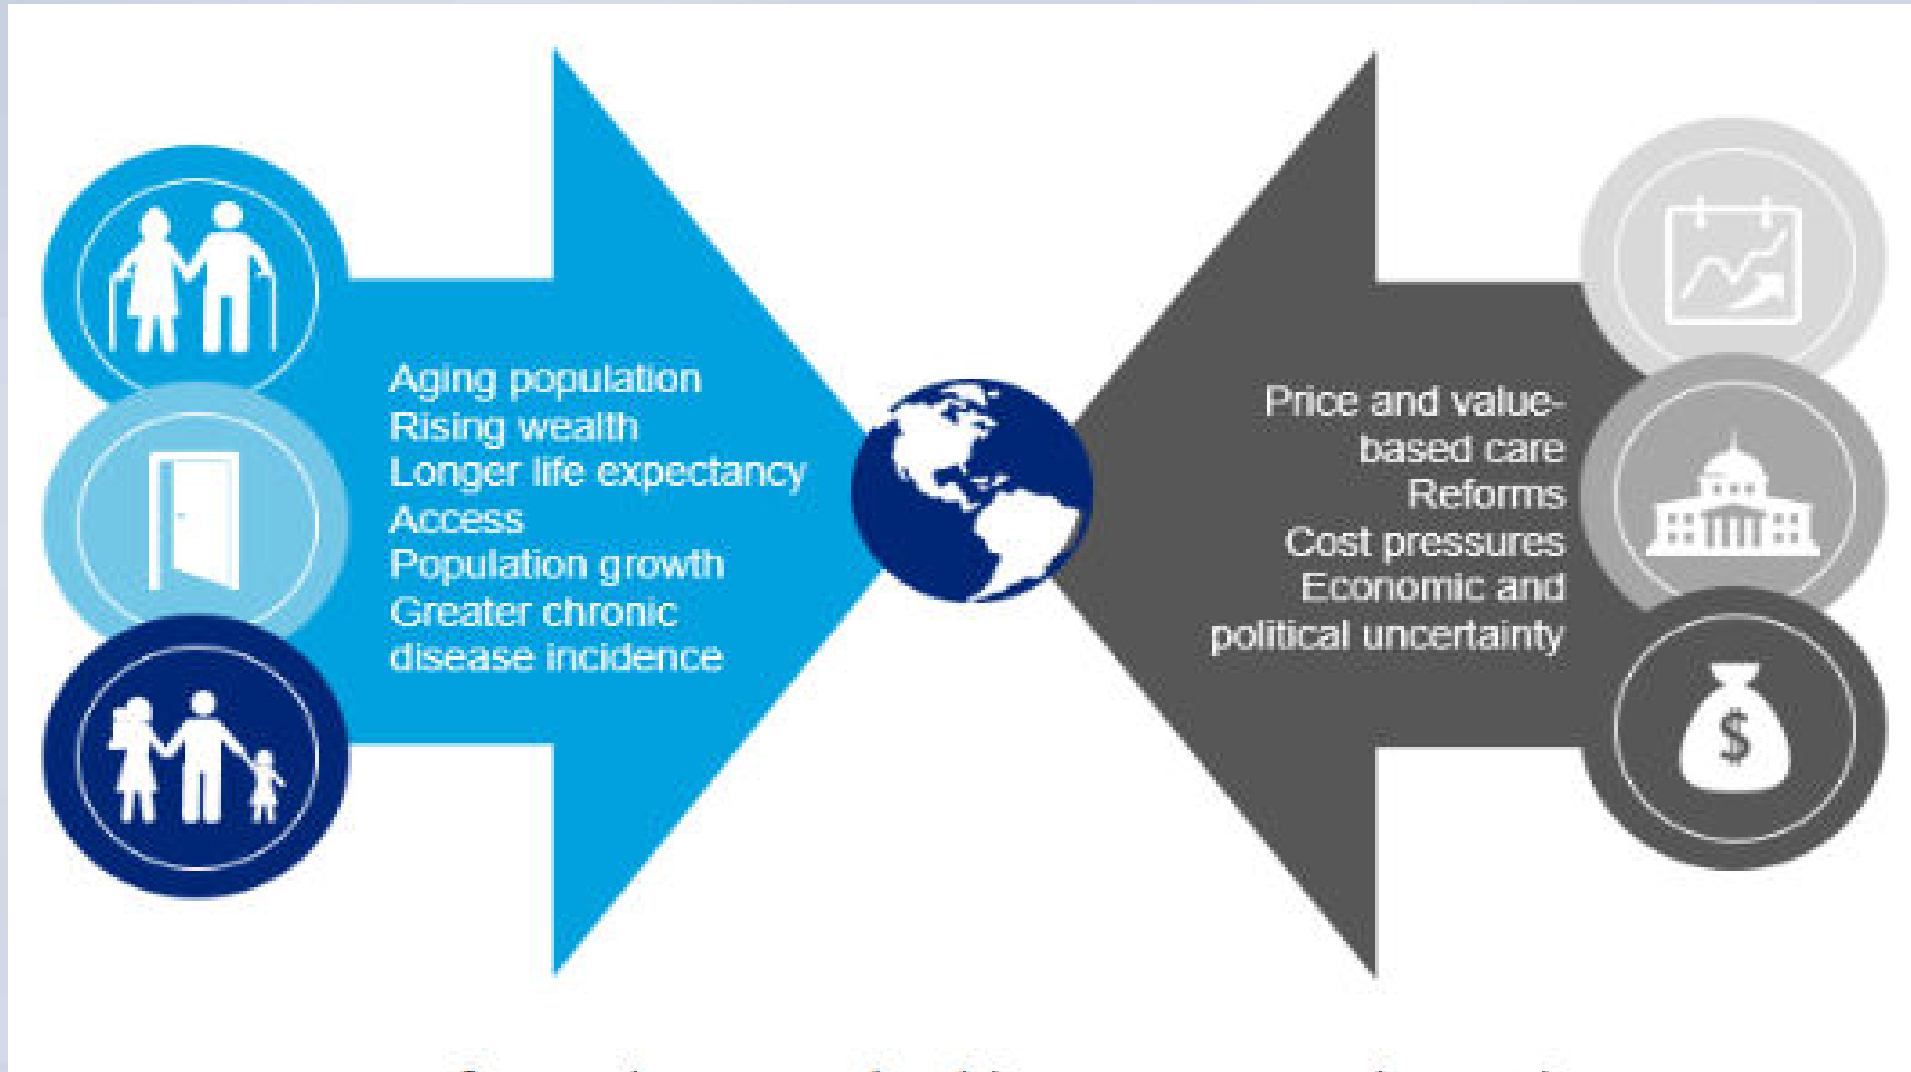 Aging population
Rising wealth
Longer life expectancy
Access
Population growth
Greater chronic
disease incidence
Price and value-
based care
Reforms
Cost pressures
Economic and
political uncertainty
$